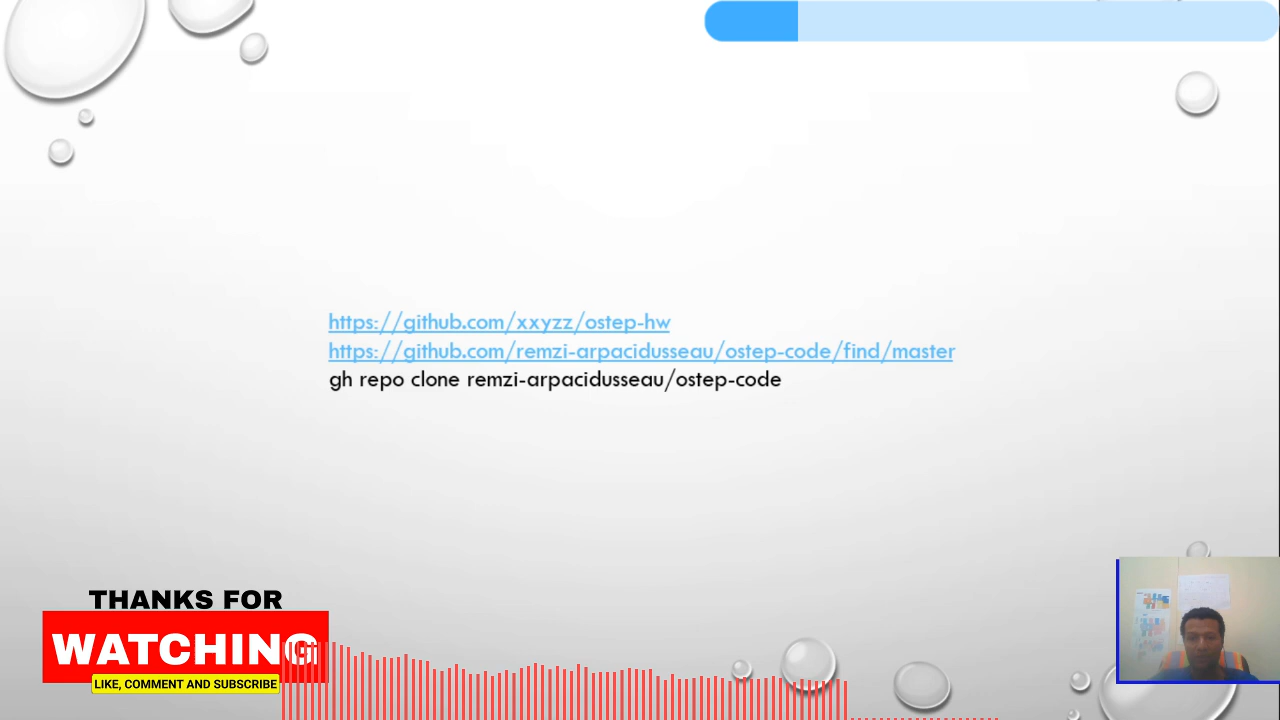 https://github.com/xxyzz/ostep-hw
https://github.com/remzi-arpacidusseau/ostep-code/find/master
gh repo clone remzi-arpacidusseau/ostep-code
THANKS FOR
WATCHING
LIKE, COMMENT AND SUBSCRIBE